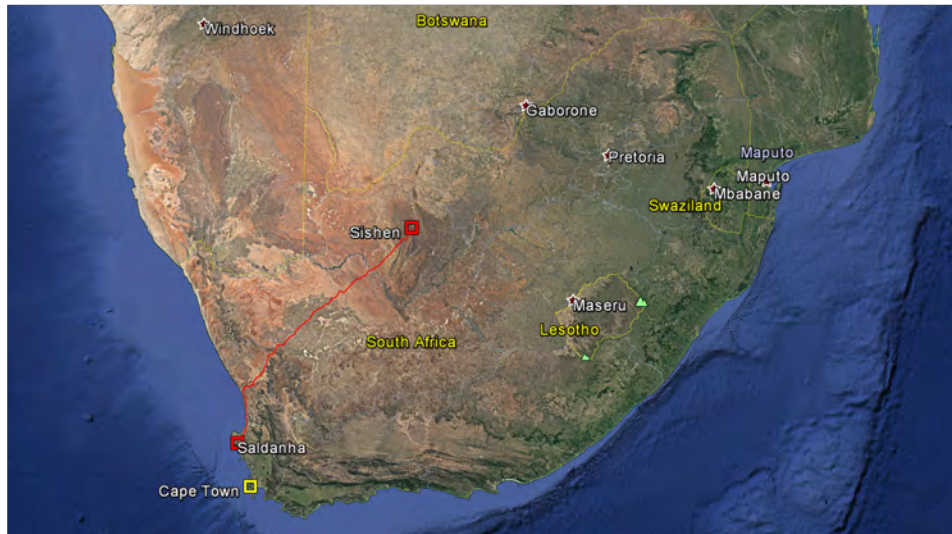 Windhoek
Botswana
Gaborone
Pretoria
Maputo
Maputo
Mbabane
Swaziland
Sishen
Maseru
Lesotho
South Africa
Saldanha
Cape Town